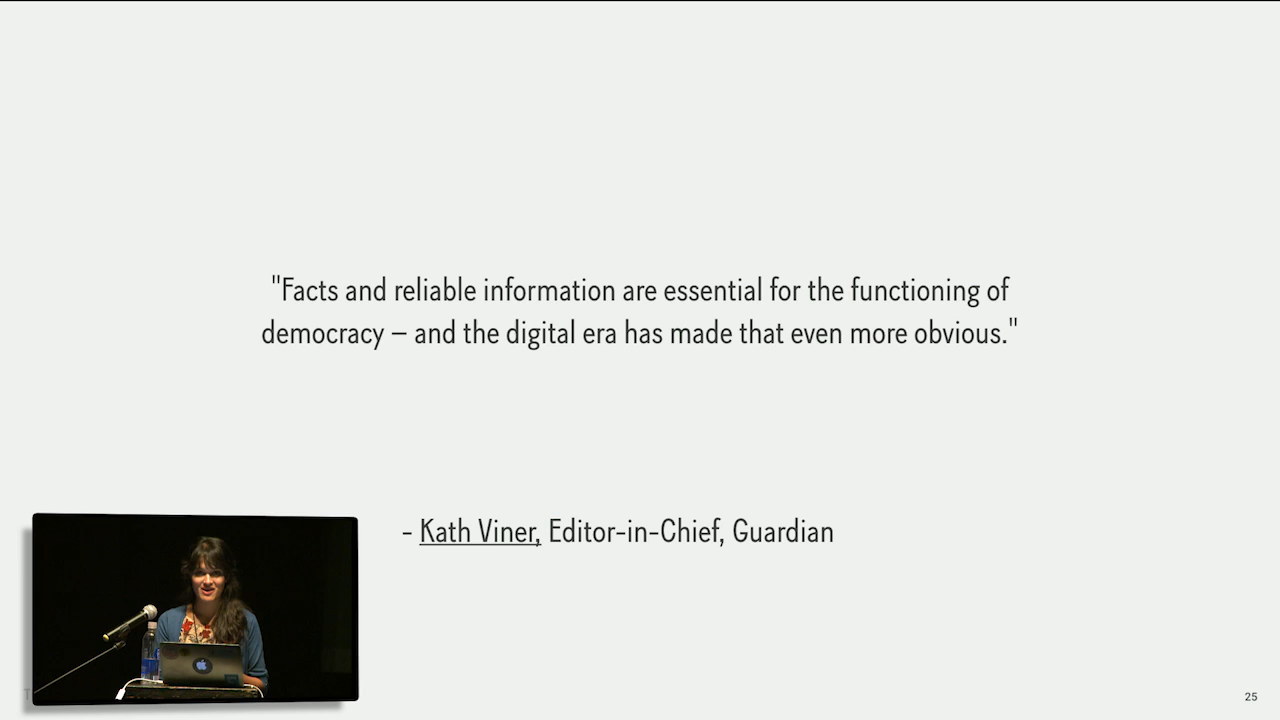 "Facts and reliable information are essential for the functioning of
democracy – and the digital era has made that even more obvious."
- Kath Viner, Editor-in-Chief, Guardian
25